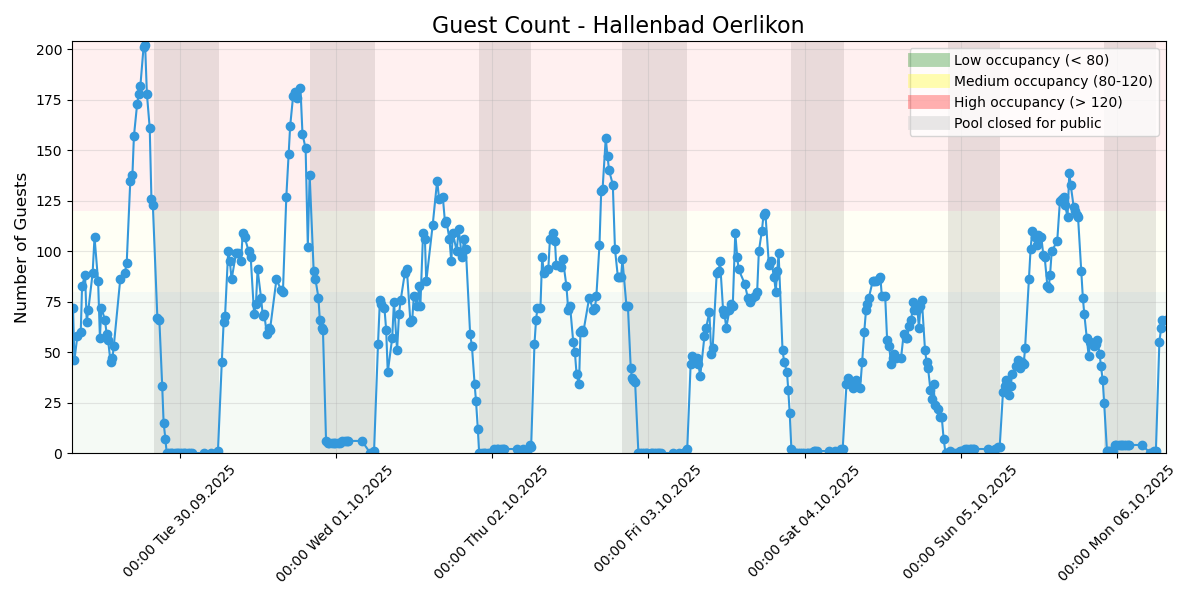 Guest Count - Hallenbad Oerlikon
Number of Guests
200
175
150
125
100
75
50
25
0
Low occupancy (< 80)
Medium occupancy (80-120)
High occupancy (> 120)
Pool closed for public
00:00 Tue 30.09.2025
00:00 Wed 01.10.2025
00:00 Thu 02.10.2025
00:00 Fri 03.10.2025
00:00 Sat 04.10.2025
00:00 Sun 05.10.2025
00:00 Mon 06.10.2025